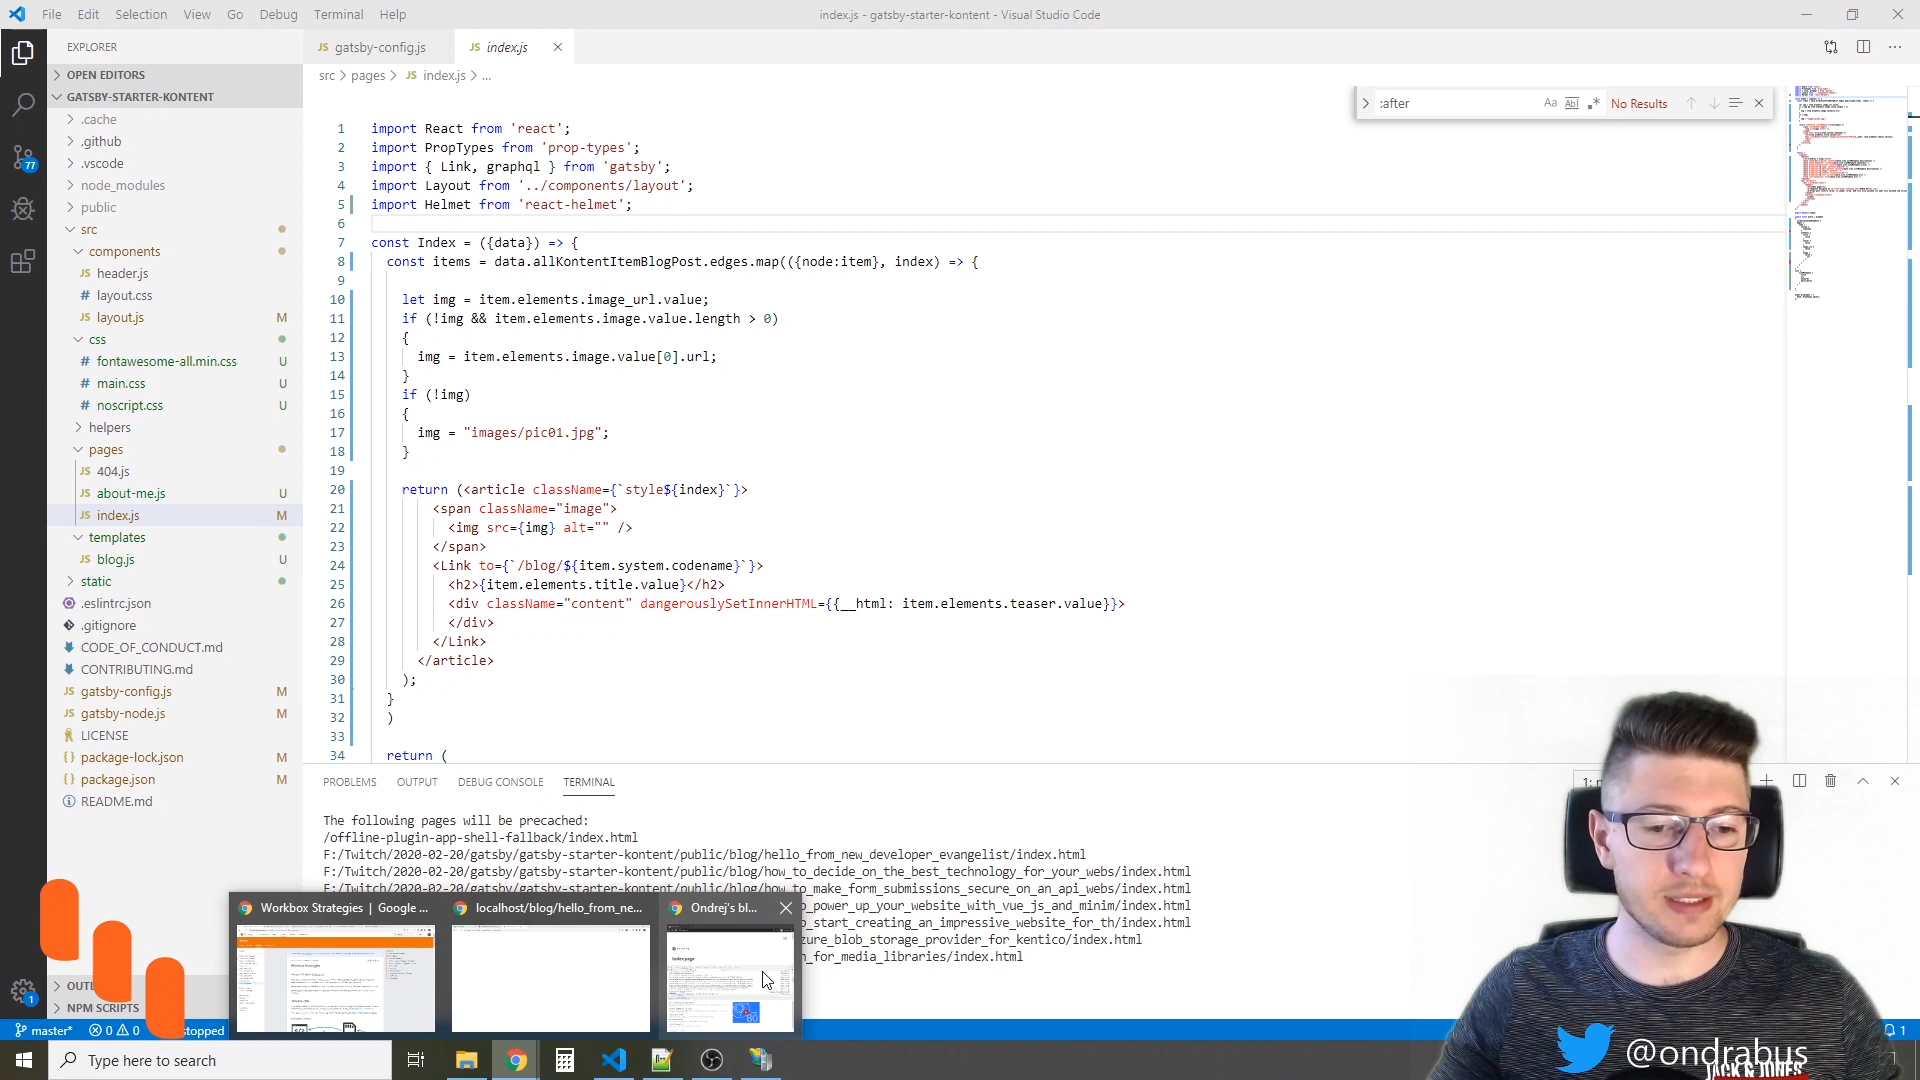 File Edit Selection View Go Debug Terminal Help
index.js - gatsby-starter-kontent - Visual Studio Code
EXPLORER
OPEN EDITORS
GATSBY-STARTER-KONTENT
.cache
.github
.vscode
node_modules
public
src
components
header.js
layout.css
layout.js M
css
fontawesome-all.min.css U
main.css U
noscript.css U
helpers
pages
404.js
about-me.js U
index.js M
templates
blog.js U
static
.eslintrc.json
.gitignore
CODE_OF_CONDUCT.md
CONTRIBUTING.md
gatsby-config.js M
gatsby-node.js M
LICENSE
package-lock.json M
package.json M
README.md
NPM SCRIPTS
77
1
JS gatsby-config.js
JS index.js
src > pages > JS index.js > ...
:after Aa Abl No Results
1 import React from 'react';
2 import PropTypes from 'prop-types';
3 import { Link, graphql } from 'gatsby';
4 import Layout from '../components/layout';
5 import Helmet from 'react-helmet';
6
7 const Index = ({data}) => {
8 const items = data.allKontentItemBlogPost.edges.map(({node:item}, index) => {
9
10 let img = item.elements.image_url.value;
11 if (!img && item.elements.image.value.length > 0)
12 {
13 img = item.elements.image.value[0].url;
14 }
15 if (!img)
16 {
17 img = "images/pic01.jpg";
18 }
19
20 return (<article className={`style${index}`}>
21 <span className="image">
22 <img src={img} alt="" />
23 </span>
24 <Link to={`/blog/${item.system.codename}`}>
25 <h2>{item.elements.title.value}</h2>
26 <div className="content" dangerouslySetInnerHTML={{__html: item.elements.teaser.value}}>
27 </div>
28 </Link>
29 </article>
30 );
31 }
32 )
33
34 return (
PROBLEMS OUTPUT DEBUG CONSOLE TERMINAL
1:
The following pages will be precached:
/offline-plugin-app-shell-fallback/index.html
F:/Twitch/2020-02-20/gatsby/gatsby-starter-kontent/public/blog/hello_from_new_developer_evangelist/index.html
F:/Twitch/2020-02-20/gatsby/gatsby-starter-kontent/public/blog/how_to_decide_on_the_best_technology_for_your_webs/index.html
F:/Twitch/2020-02-20/gatsby/gatsby-starter-kontent/public/blog/how_to_make_form_submissions_secure_on_an_api_webs/index.html
power_up_your_website_with_vue_js_and_minim/index.html
start_creating_an_impressive_website_for_th/index.html
blob_storage_provider_for_kentico/index.html
for_media_libraries/index.html
Workbox Strategies | Google ...
localhost/blog/hello_from_ne...
Ondrej's bl...
Index page
master* 0 0 stopped 1
Type here to search
@ondrabus
JACK & JONES